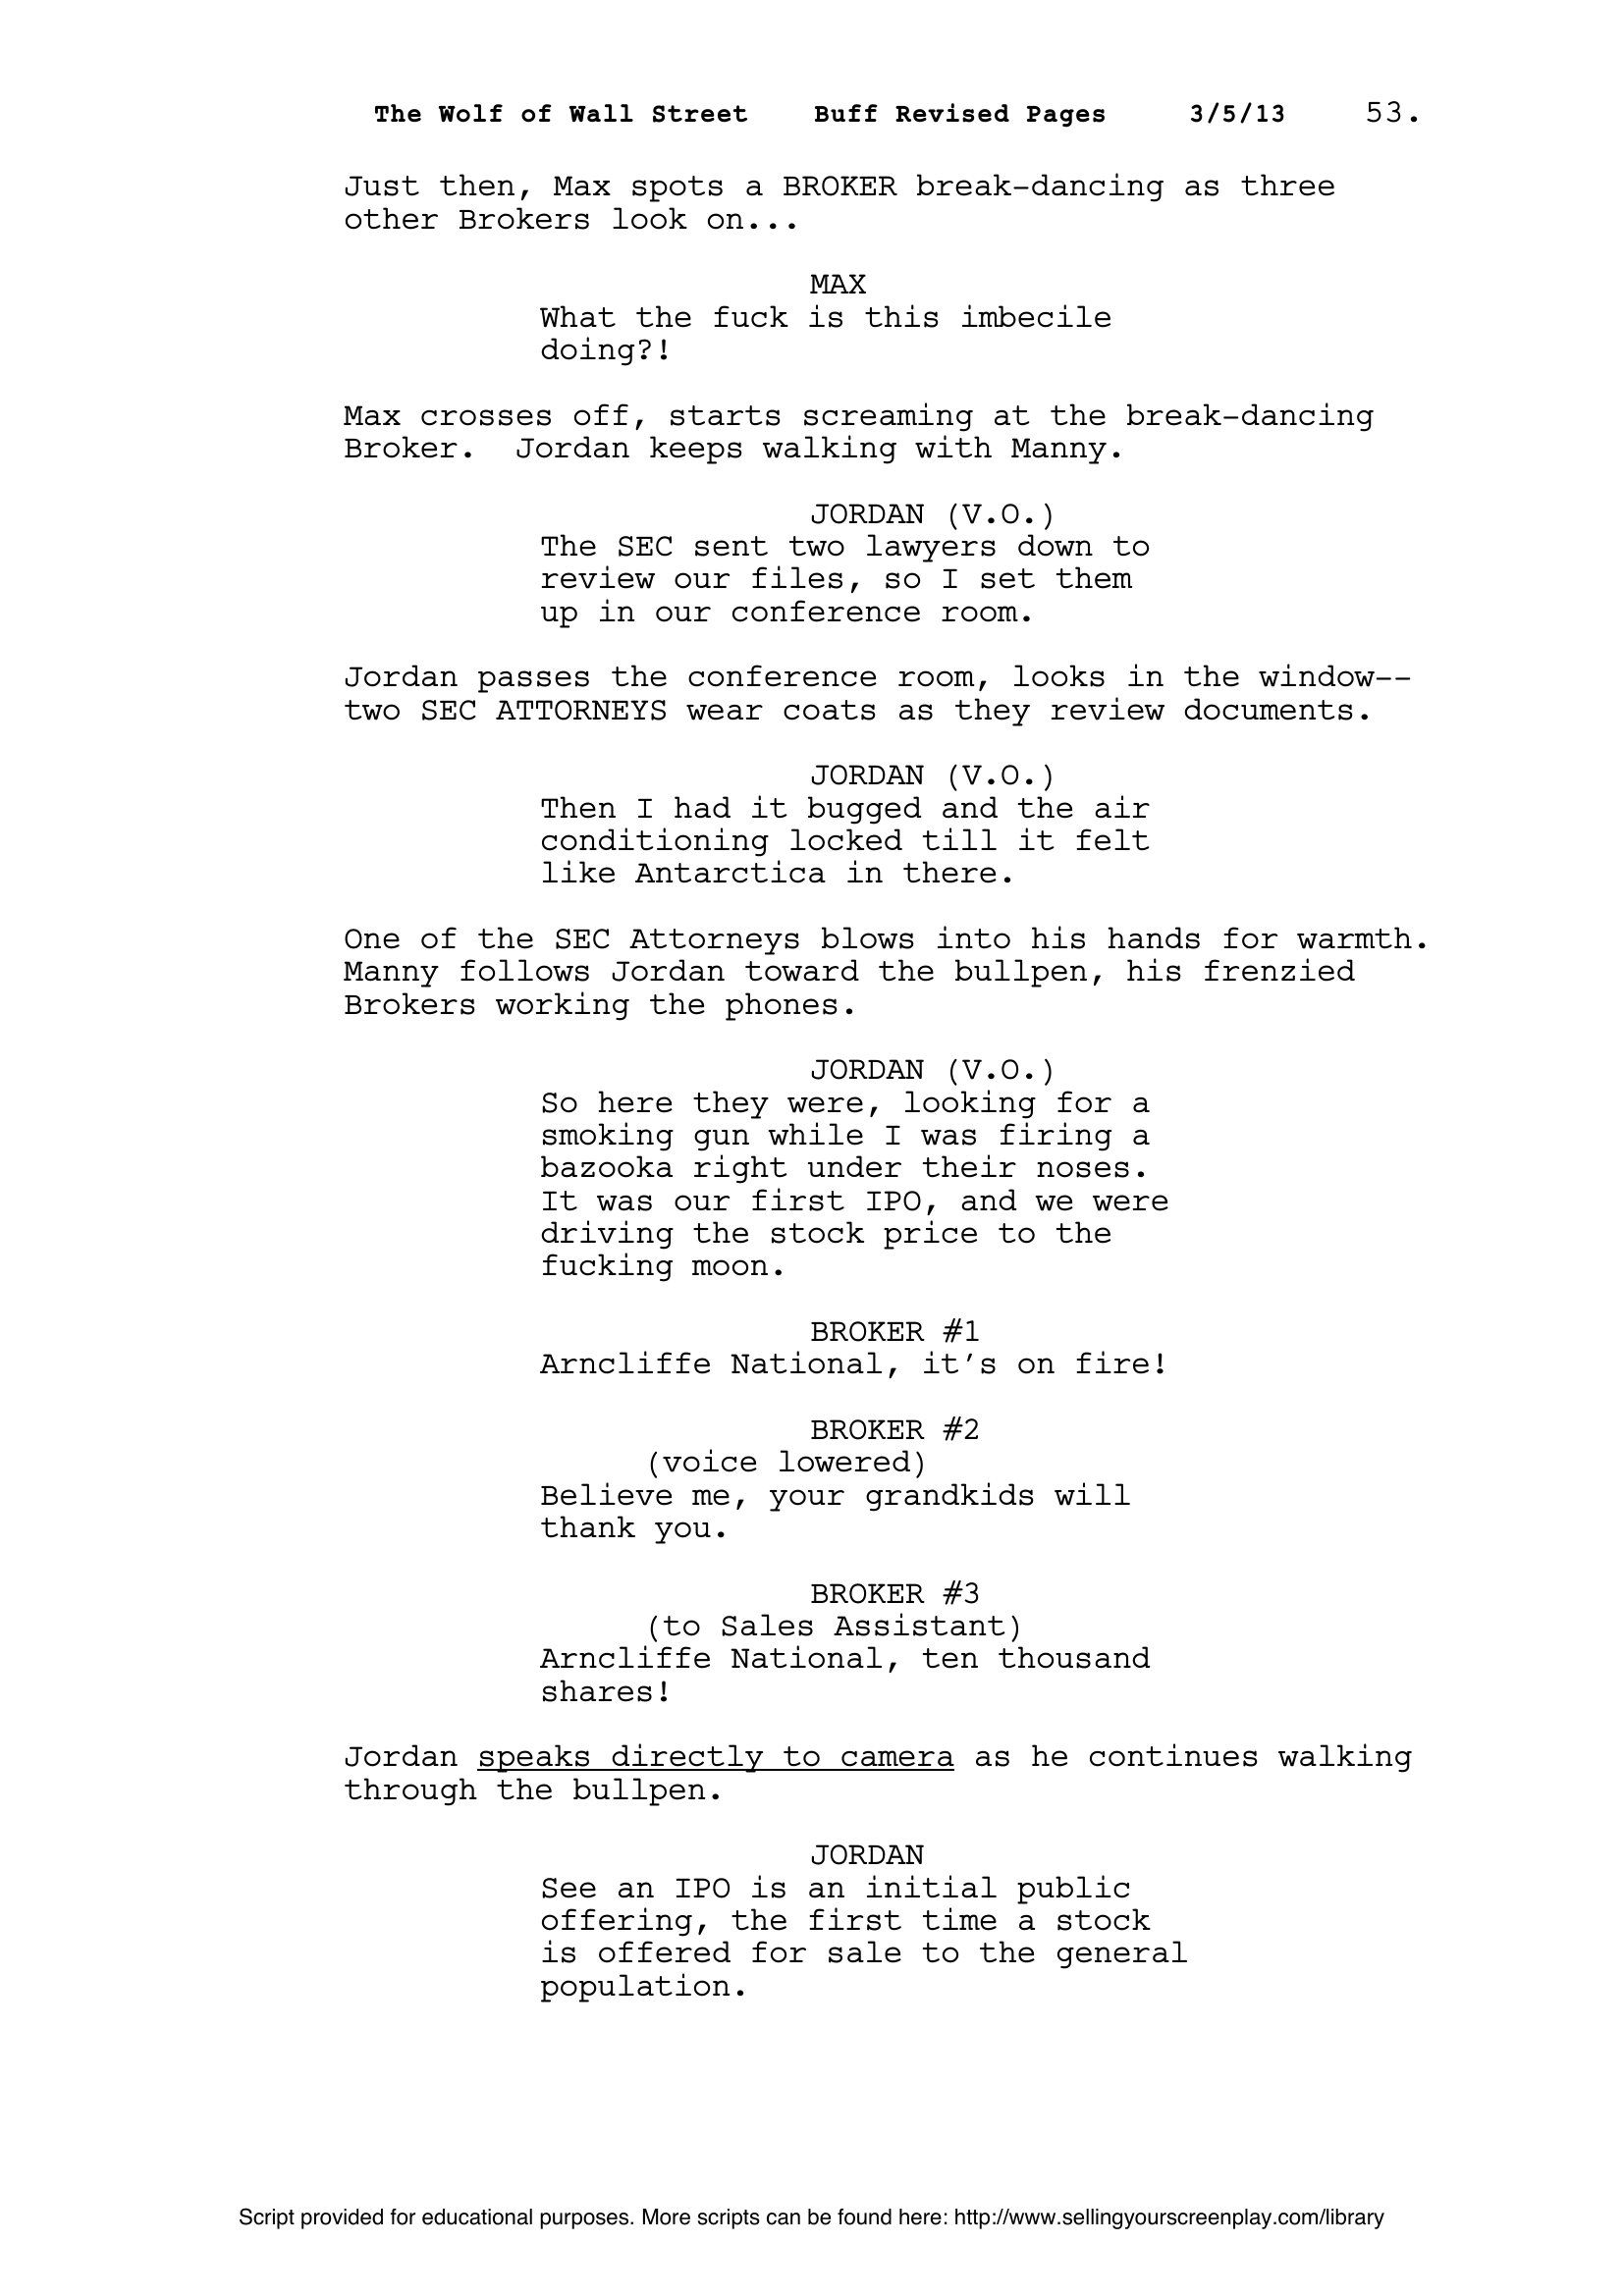 The Wolf of Wall Street    Buff Revised Pages    3/5/13    53.
Just then, Max spots a BROKER break-dancing as three
other Brokers look on...
MAX
What the fuck is this imbecile
doing?!
Max crosses off, starts screaming at the break-dancing
Broker.  Jordan keeps walking with Manny.
JORDAN (V.O.)
The SEC sent two lawyers down to
review our files, so I set them
up in our conference room.
Jordan passes the conference room, looks in the window--
two SEC ATTORNEYS wear coats as they review documents.
JORDAN (V.O.)
Then I had it bugged and the air
conditioning locked till it felt
like Antarctica in there.
One of the SEC Attorneys blows into his hands for warmth.
Manny follows Jordan toward the bullpen, his frenzied
Brokers working the phones.
JORDAN (V.O.)
So here they were, looking for a
smoking gun while I was firing a
bazooka right under their noses.
It was our first IPO, and we were
driving the stock price to the
fucking moon.
BROKER #1
Arncliffe National, it’s on fire!
BROKER #2
(voice lowered)
Believe me, your grandkids will
thank you.
BROKER #3
(to Sales Assistant)
Arncliffe National, ten thousand
shares!
Jordan speaks directly to camera as he continues walking
through the bullpen.
JORDAN
See an IPO is an initial public
offering, the first time a stock
is offered for sale to the general
population.
Script provided for educational purposes. More scripts can be found here: http://www.sellingyourscreenplay.com/library